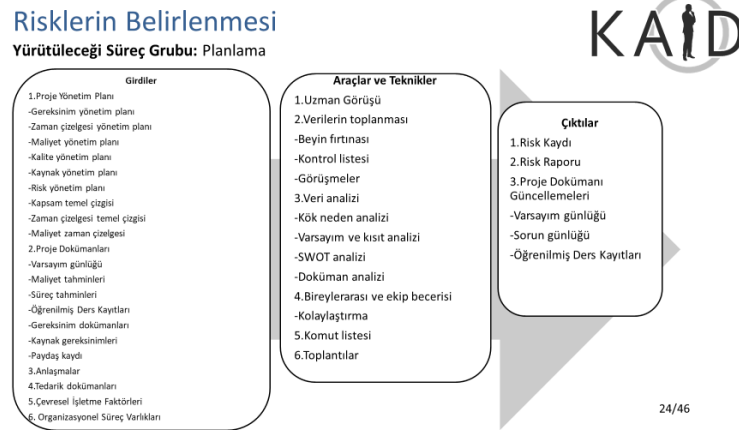 Risklerin Belirlenmesi
Yürütüleceği Süreç Grubu: Planlama
KAID
Girdiler
1.Proje Yönetim Planı
-Gereksinim yönetim planı
-Zaman çizelgesi yönetim planı
-Maliyet yönetim planı
-Kalite yönetim planı
-Kaynak yönetim planı
-Risk yönetim planı
-Kapsam temel çizgisi
-Zaman çizelgesi temel çizgisi
-Maliyet zaman çizelgesi
2.Proje Dokümanları
-Varsayım günlüğü
-Maliyet tahminleri
-Süreç tahminleri
-Öğrenilmiş Ders Kayıtları
-Gereksinim dokümanları
-Kaynak gereksinimleri
-Paydaş kaydı
3.Anlaşmalar
4.Tedarik dokümanları
5.Çevresel İşletme Faktörleri
6. Organizasyonel Süreç Varlıkları
Araçlar ve Teknikler
1.Uzman Görüşü
2.Verilerin toplanması
-Beyin fırtınası
-Kontrol listesi
-Görüşmeler
3.Veri analizi
-Kök neden analizi
-Varsayım ve kısıt analizi
-SWOT analizi
-Doküman analizi
4.Bireylerarası ve ekip becerisi
-Kolaylaştırma
5.Komut listesi
6.Toplantılar
Çıktılar
1.Risk Kaydı
2.Risk Raporu
3.Proje Dokümanı
Güncellemeleri
-Varsayım günlüğü
-Sorun günlüğü
-Öğrenilmiş Ders Kayıtları
24/46